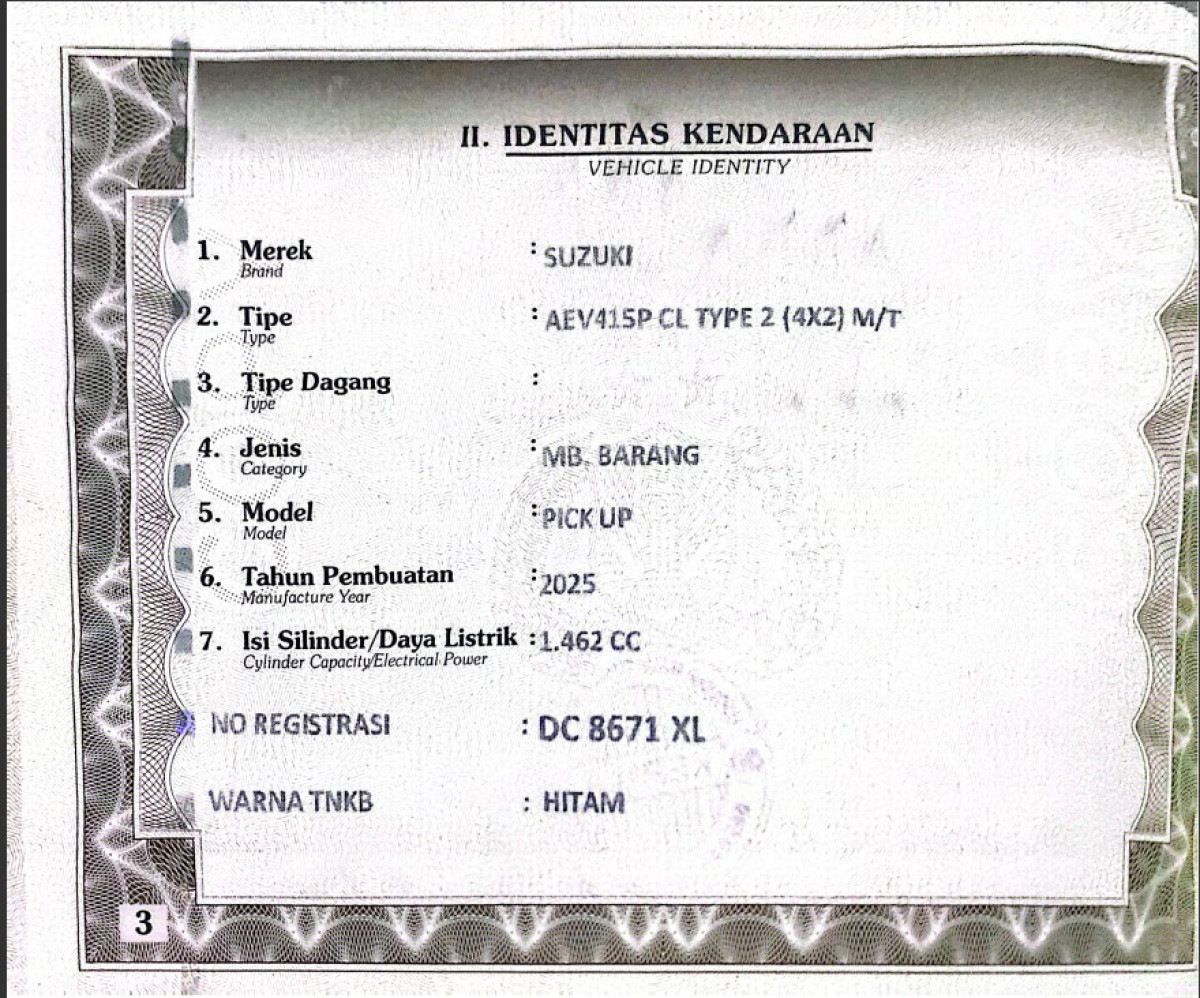 II. IDENTITAS KENDARAAN
VEHICLE IDENTITY
1. Merek : SUZUKI
Brand
2. Tipe : AEV415P CL TYPE 2 (4X2) M/T
Type
3. Tipe Dagang :
Type
4. Jenis : MB. BARANG
Category
5. Model : PICK UP
Model
6. Tahun Pembuatan : 2025
Manufacture Year
7. Isi Silinder/Daya Listrik : 1.462 CC
Cylinder Capacity/Electrical Power
NO REGISTRASI : DC 8671 XL
WARNA TNKB : HITAM
3